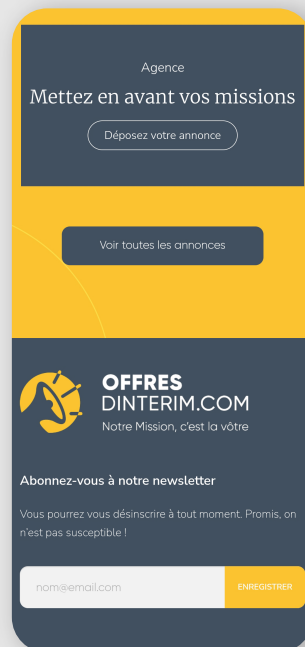 Agence
Mettez en avant vos missions
Déposez votre annonce
Voir toutes les annonces
OFFRES
DINTERIM.COM
Notre Mission, c'est la vôtre
Abonnez-vous à notre newsletter
Vous pourrez vous désinscrire à tout moment. Promis, on
n'est pas susceptible !
nom@email.com
ENREGISTRER